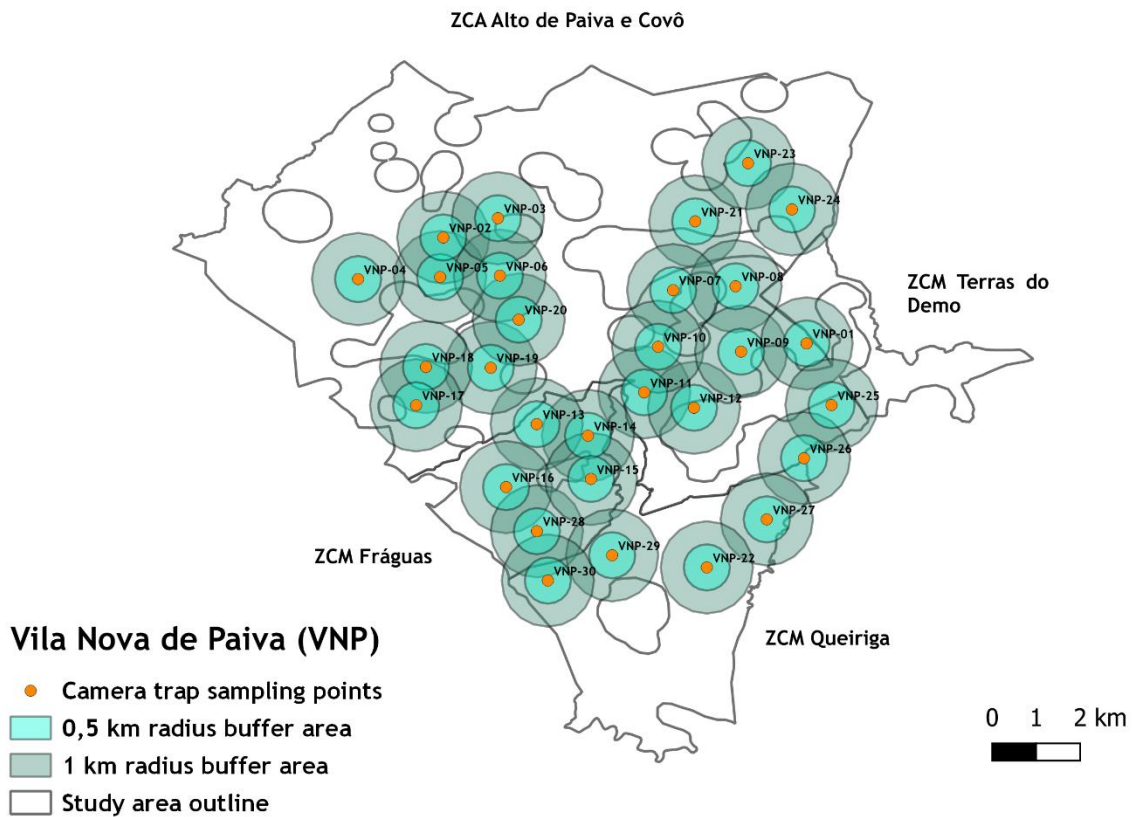 ZCA Alto de Paiva e Covô
VNP-23
VNP-24
VNP-03
VNP-21
VNP-02
VNP-04
VNP-05
VNP-06
VNP-07
VNP-08
ZCM Terras do
Demo
VNP-20
VNP-10
VNP-09
VNP-01
VNP-18
VNP-19
VNP-11
VNP-12
VNP-17
VNP-25
VNP-13
VNP-14
VNP-26
VNP-16
VNP-15
VNP-27
VNP-28
VNP-29
VNP-22
ZCM Fráguas
VNP-30
ZCM Queiriga
Vila Nova de Paiva (VNP)
Camera trap sampling points
0,5 km radius buffer area
1 km radius buffer area
Study area outline
0 1 2 km